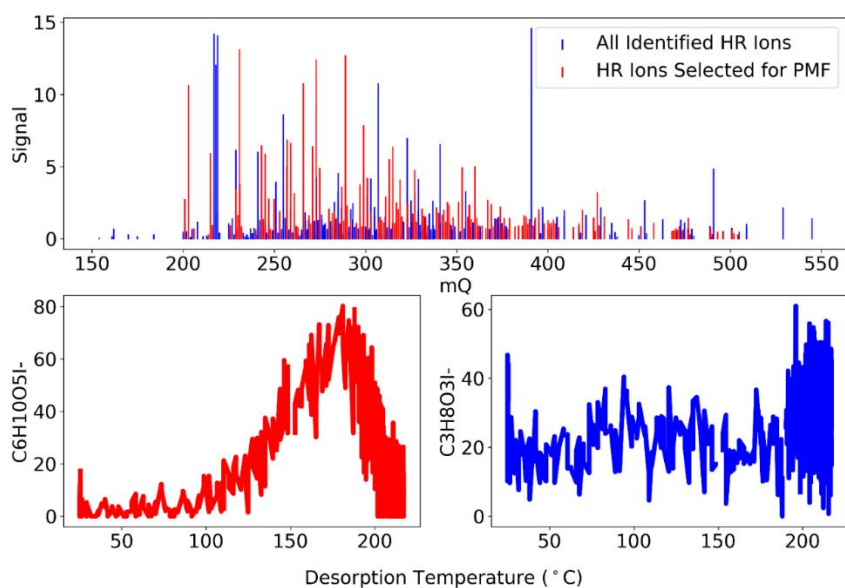 15
10
5
0
Signal
All Identified HR Ions
HR Ions Selected for PMF
150 200 250 300 350 400 450 500 550
mQ
80
60
40
20
0
C6H10O5I-
50 100 150 200
60
40
20
0
C3H8O3I-
50 100 150 200
Desorption Temperature (°C)